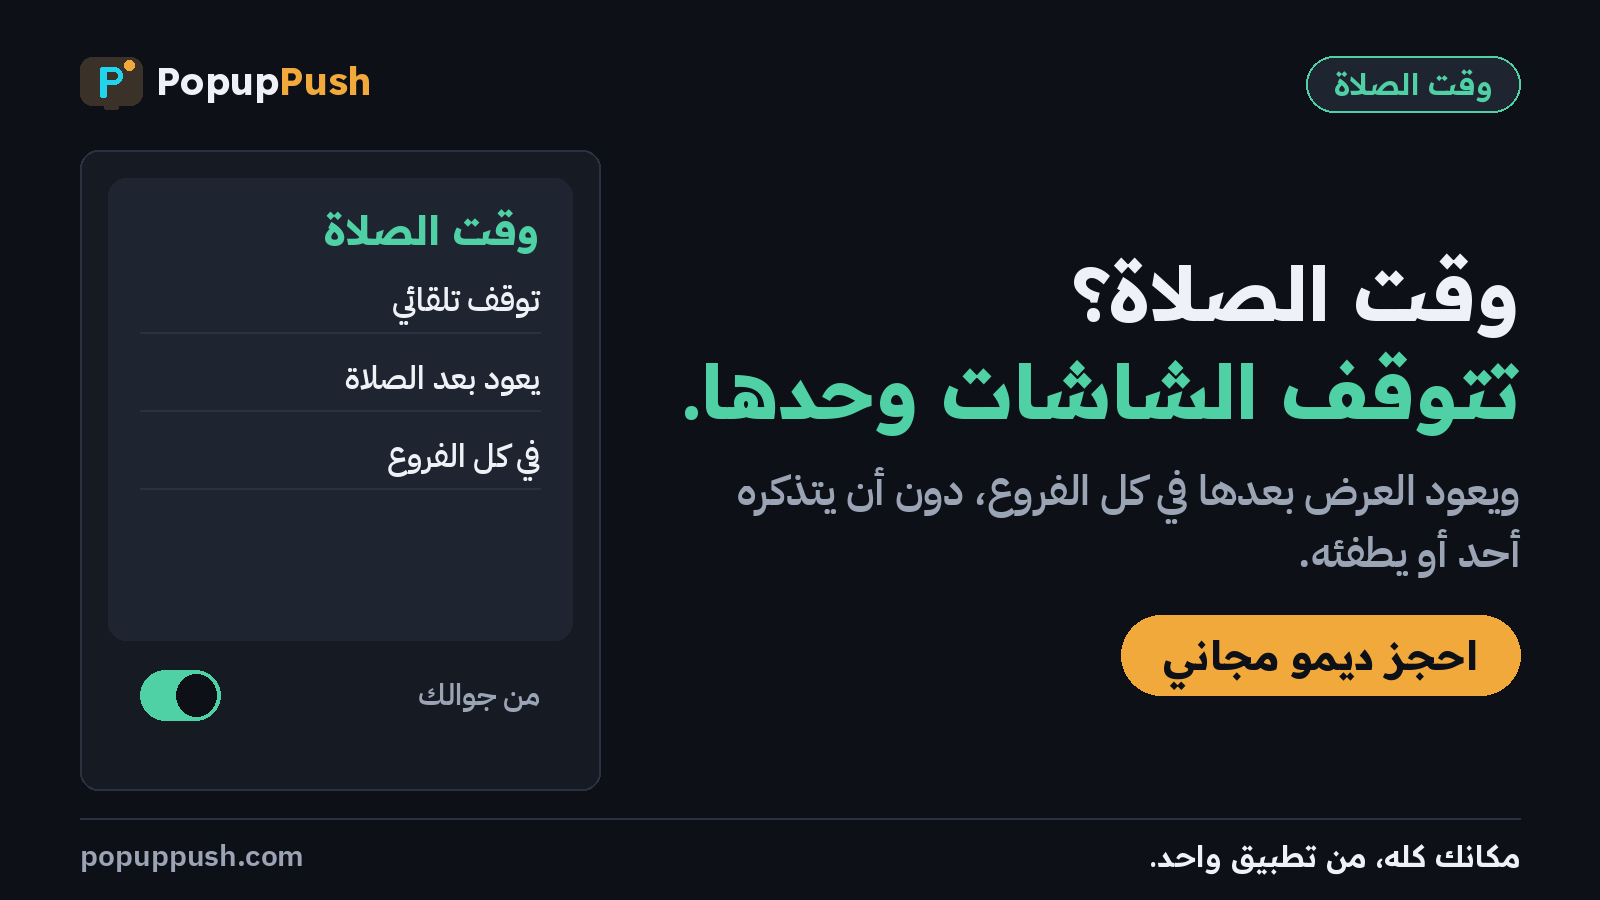 PopupPush
وقت الصلاة
وقت الصلاة؟
تتوقف الشاشات وحدها.
ويعود العرض بعدها في كل الفروع، دون أن يتذكره
أحد أو يطفئه.
احجز ديمو مجاني
وقت الصلاة
توقف تلقائي
يعود بعد الصلاة
في كل الفروع
من جوالك
مكانك كله، من تطبيق واحد.
popuppush.com